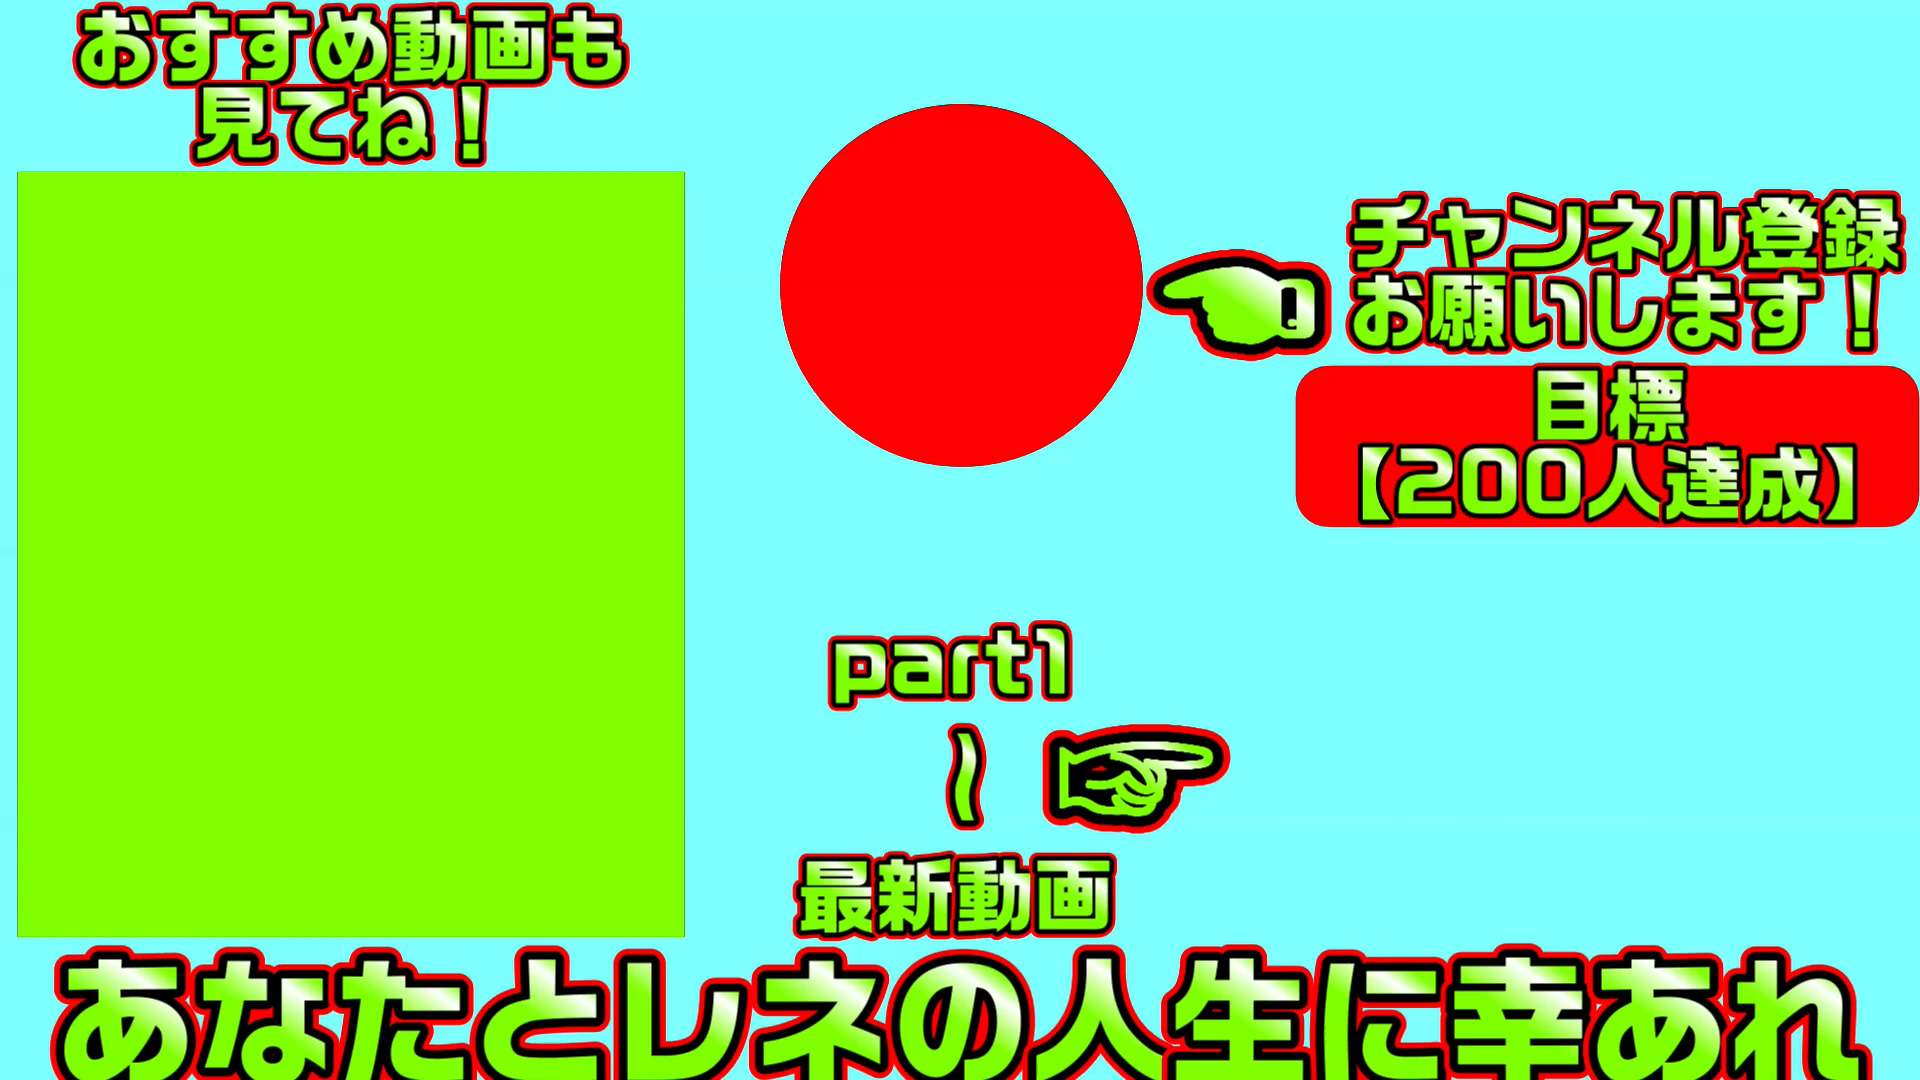 おすすめ動画も
見てね！
チャンネル登録
お願いします！
目標
【200人達成】
part1
～
最新動画
あなたとレネの人生に幸あれ